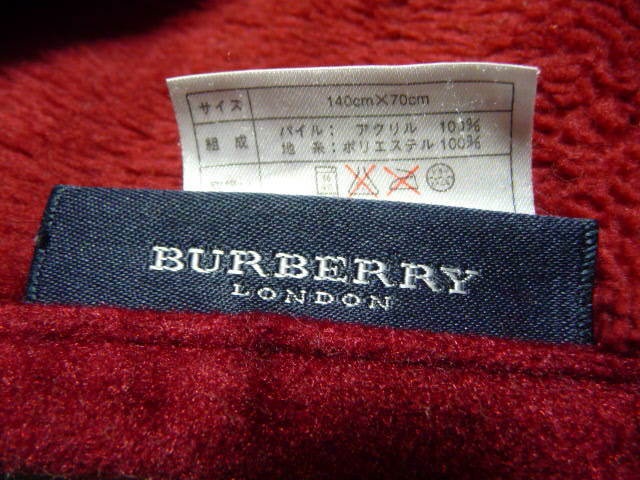 サイズ 140cm×70cm
組成 パイル: アクリル 100%
地糸:ポリエステル 100%
BURBERRY
LONDON